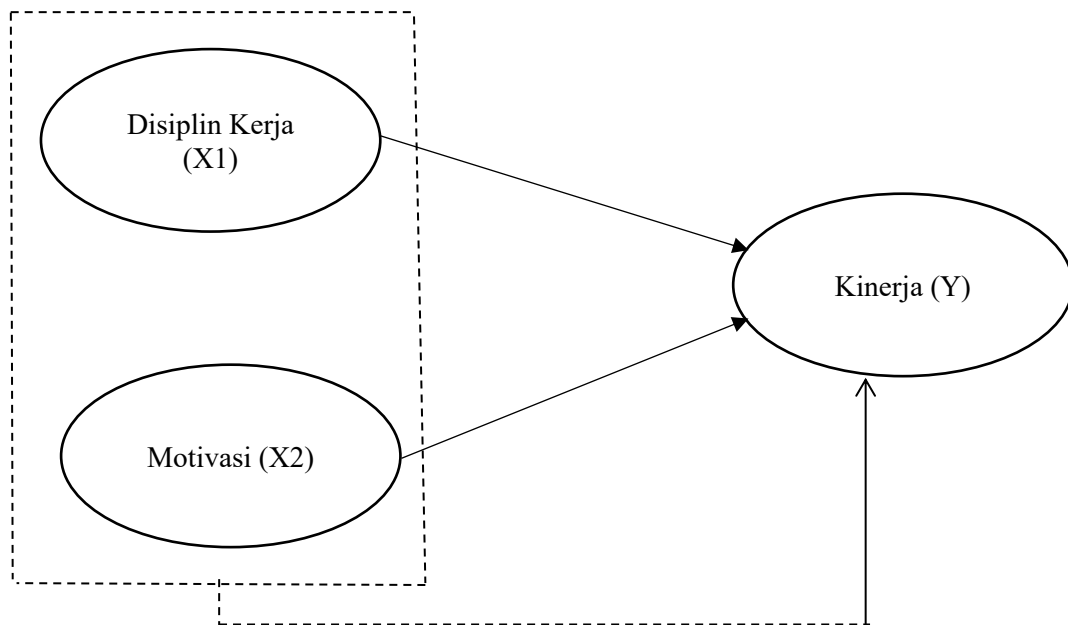 Disiplin Kerja
(X1)
Kinerja (Y)
Motivasi (X2)